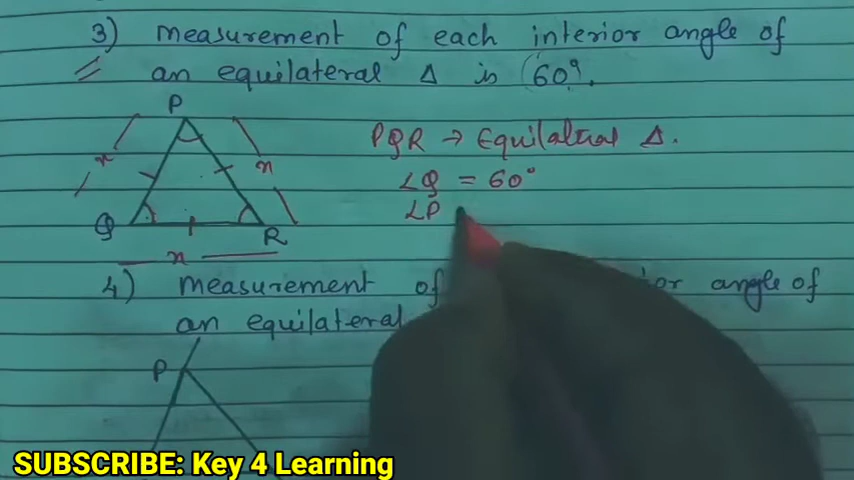 3) measurement of each interior angle of
an equilateral Δ is 60°.
P
x x
PQR → Equilateral Δ.
∠Q = 60°
∠P
Q R
x
4) measurement of ior angle of
an equilateral
P
SUBSCRIBE: Key 4 Learning